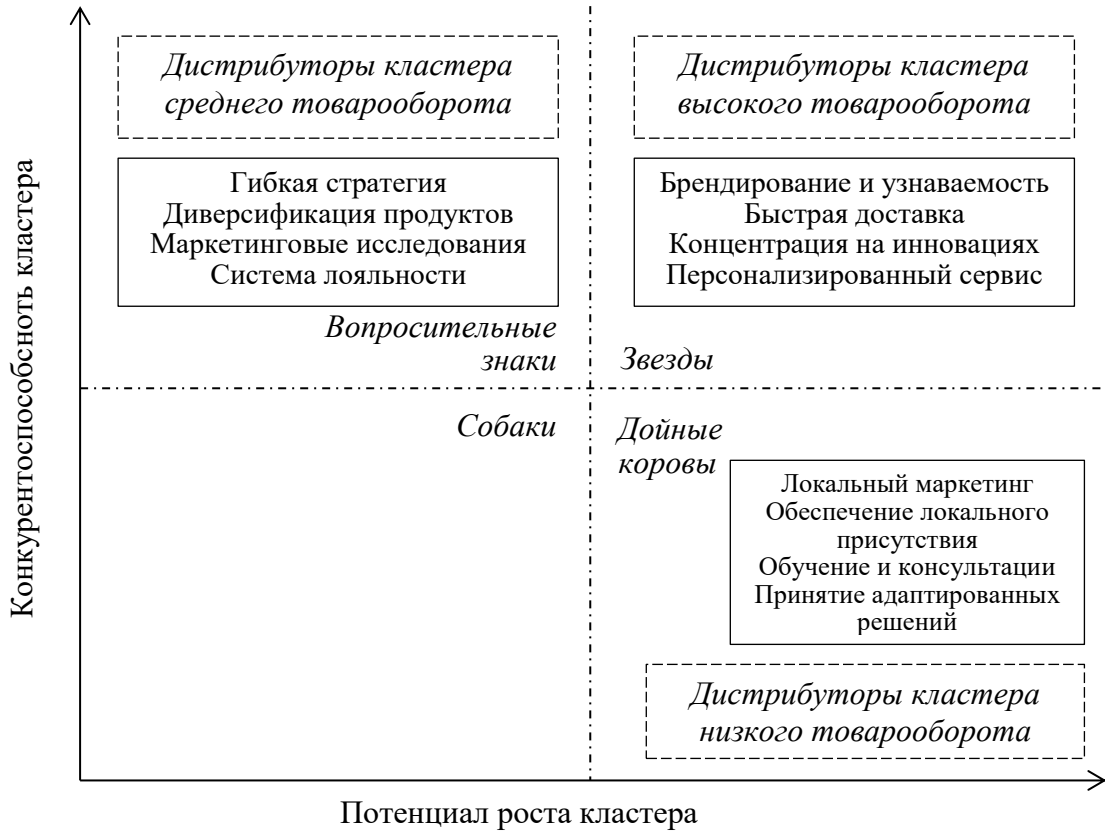 Дистрибуторы кластера
среднего товарооборота
Дистрибуторы кластера
высокого товарооборота
Гибкая стратегия
Диверсификация продуктов
Маркетинговые исследования
Система лояльности
Брендирование и узнаваемость
Быстрая доставка
Концентрация на инновациях
Персонализированный сервис
Вопросительные
знаки
Звезды
Собаки
Дойные
коровы
Локальный маркетинг
Обеспечение локального
присутствия
Обучение и консультации
Принятие адаптированных
решений
Дистрибуторы кластера
низкого товарооборота
Конкурентоспособсноть кластера
Потенциал роста кластера